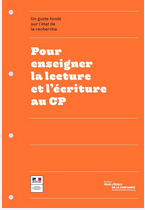 Un guide fondé
sur l'état de
la recherche
Pour
enseigner
la lecture
et l'écriture
au CP